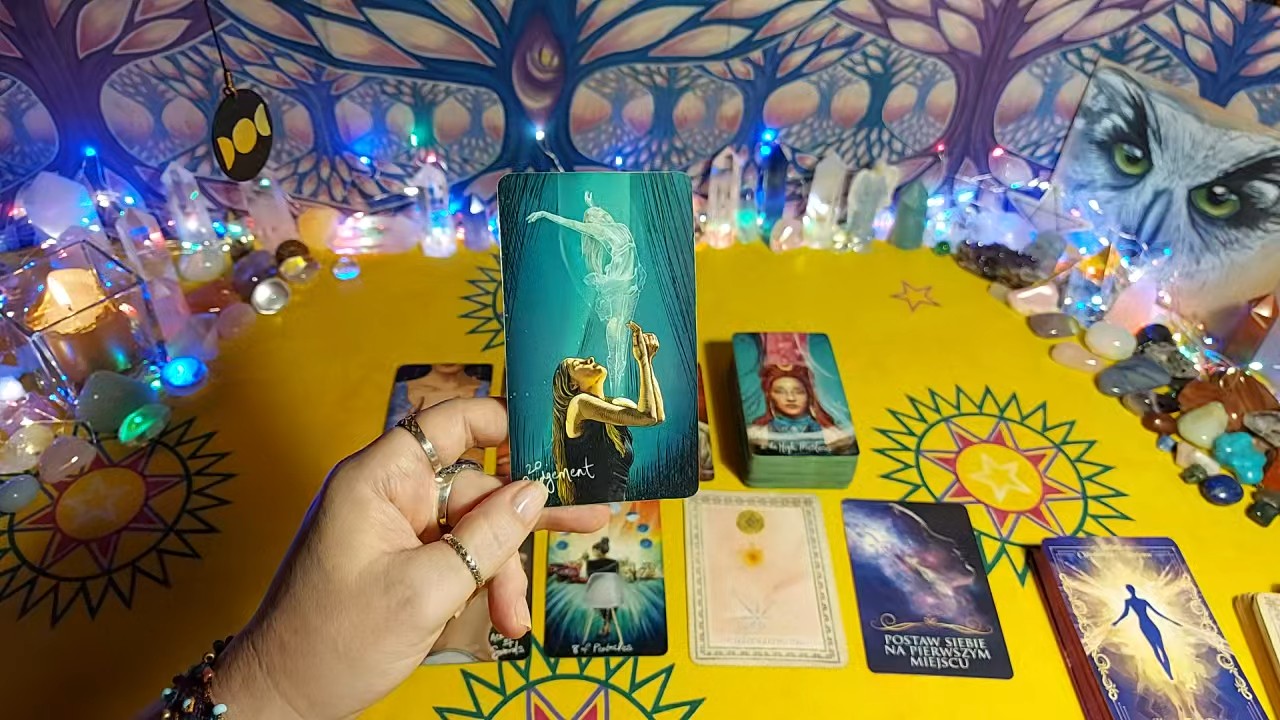 20
Judgement
the High Priestess
8 of Pentacles
POSTAW SIEBIE
NA PIERWSZYM
MIEJSCU